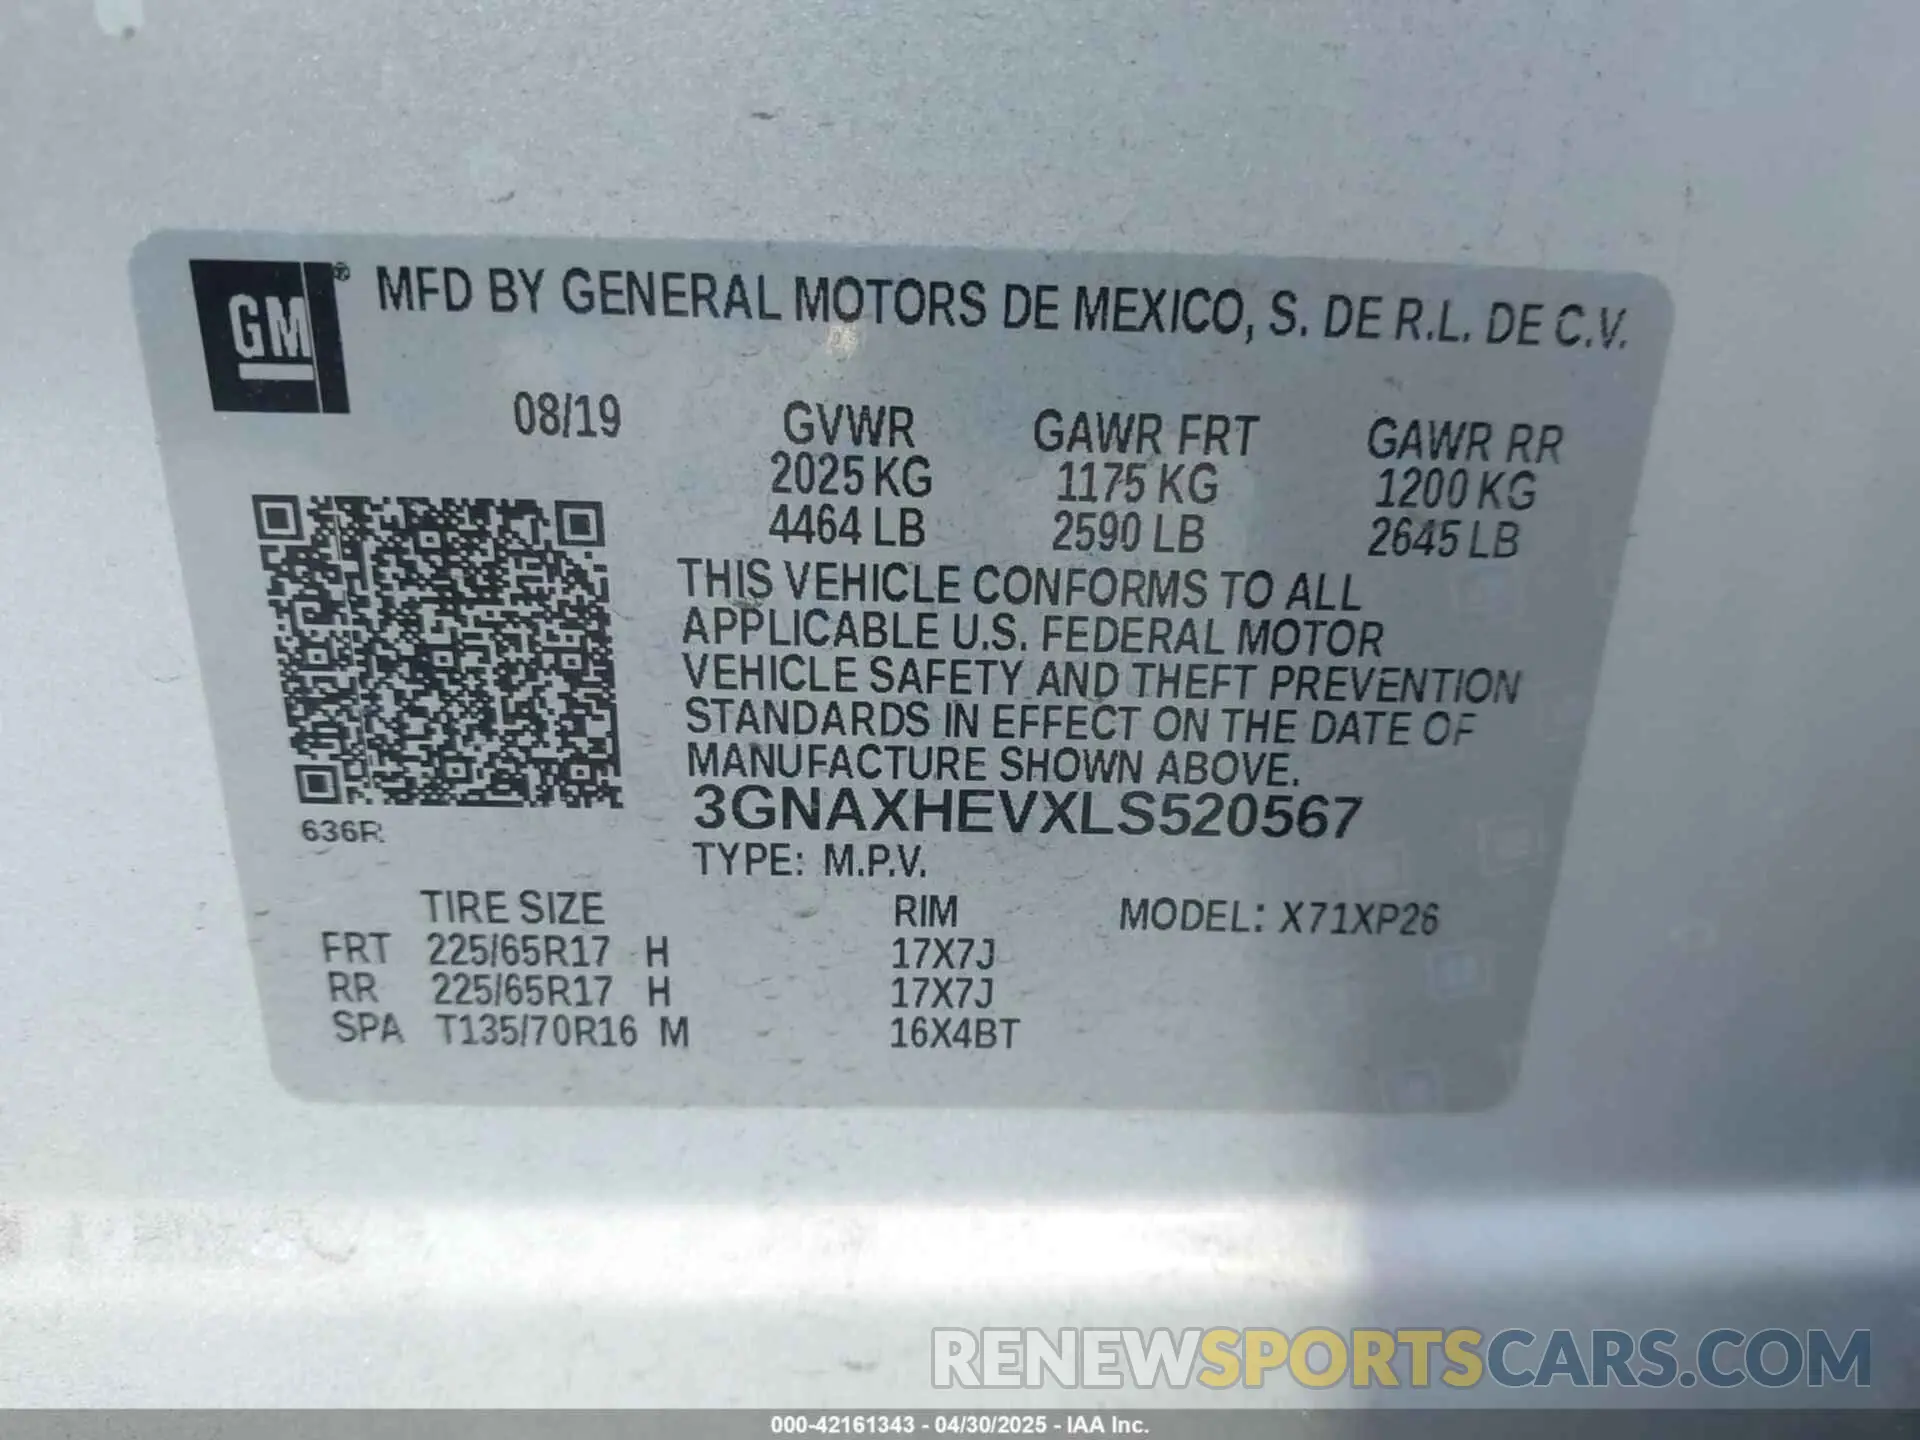 GM ® MFD BY GENERAL MOTORS DE MEXICO, S. DE R.L. DE C.V.
08/19 GVWR GAWR FRT GAWR RR
2025 KG 1175 KG 1200 KG
4464 LB 2590 LB 2645 LB
THIS VEHICLE CONFORMS TO ALL
APPLICABLE U.S. FEDERAL MOTOR
VEHICLE SAFETY AND THEFT PREVENTION
STANDARDS IN EFFECT ON THE DATE OF
MANUFACTURE SHOWN ABOVE.
3GNAXHEVXLS520567
636R
TYPE: M.P.V.
TIRE SIZE RIM MODEL: X71XP26
FRT 225/65R17 H 17X7J
RR 225/65R17 H 17X7J
SPA T135/70R16 M 16X4BT
RENEWSPORTSCARS.COM
000-42161343 - 04/30/2025 - IAA Inc.